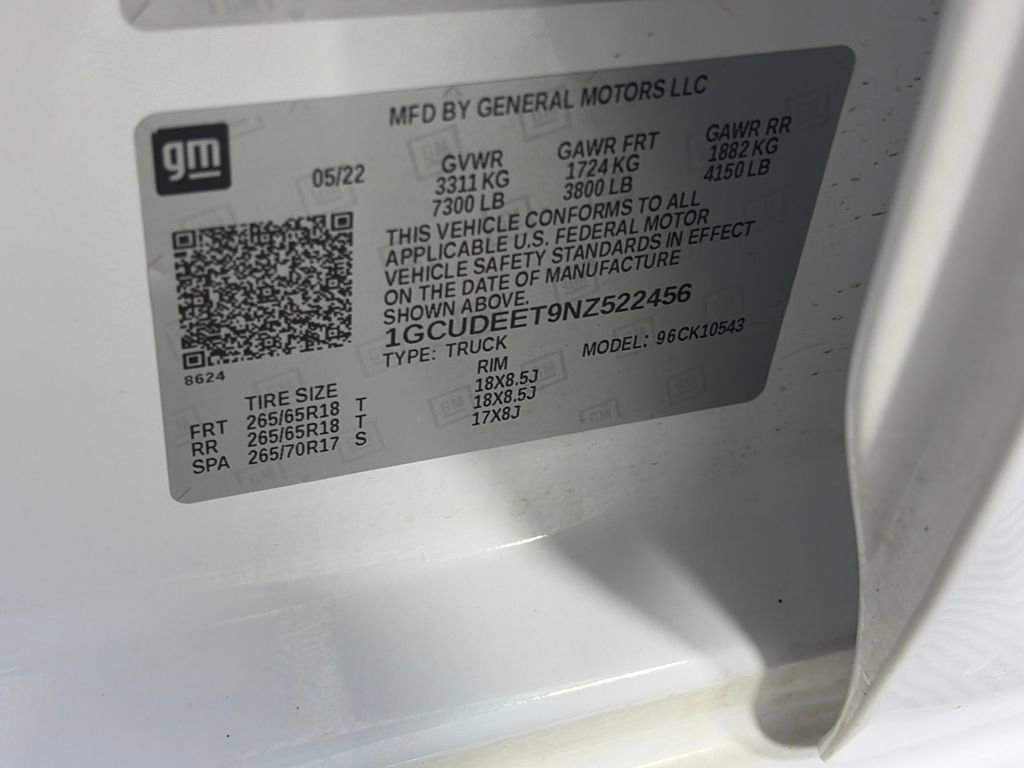 MFD BY GENERAL MOTORS LLC
gm
05/22
GVWR
3311 KG
7300 LB
GAWR FRT
1724 KG
3800 LB
GAWR RR
1882 KG
4150 LB
THIS VEHICLE CONFORMS TO ALL
APPLICABLE U.S. FEDERAL MOTOR
VEHICLE SAFETY STANDARDS IN EFFECT
ON THE DATE OF MANUFACTURE
SHOWN ABOVE.
1GCUDEET9NZ522456
TYPE: TRUCK MODEL: 96CK10543
8624
TIRE SIZE RIM
FRT 265/65R18 T 18X8.5J
RR 265/65R18 T 18X8.5J
SPA 265/70R17 S 17X8J